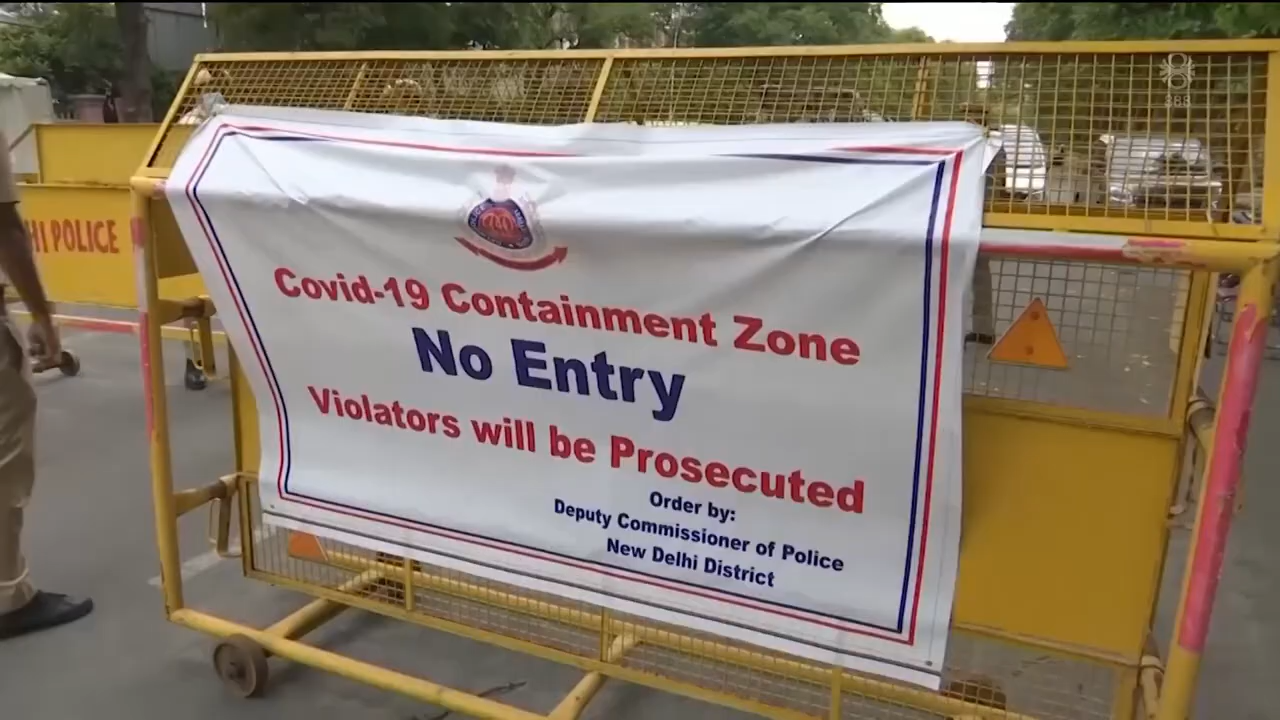 368
HI POLICE
Covid-19 Containment Zone
No Entry
Violators will be Prosecuted
Order by:
Deputy Commissioner of Police
New Delhi District